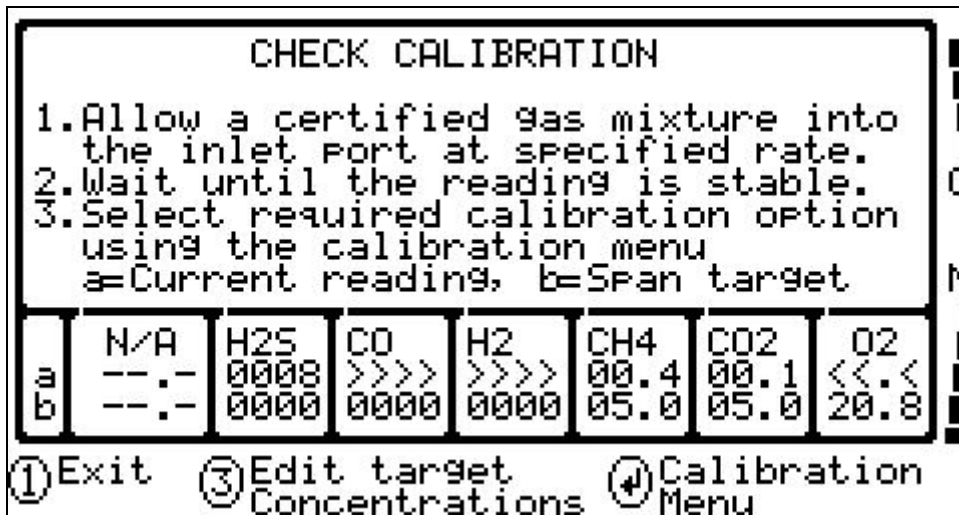 CHECK CALIBRATION
1.Allow a certified gas mixture into
the inlet port at specified rate.
2.Wait until the reading is stable.
3.Select required calibration option
using the calibration menu
a=Current reading, b=Span target
N/A H2S CO H2 CH4 CO2 O2
a --.- 0008 >>>> >>>> 00.4 00.1 <<.<
b --.- 0000 0000 0000 05.0 05.0 20.8
1 Exit 3 Edit target Concentrations ↲ Calibration Menu